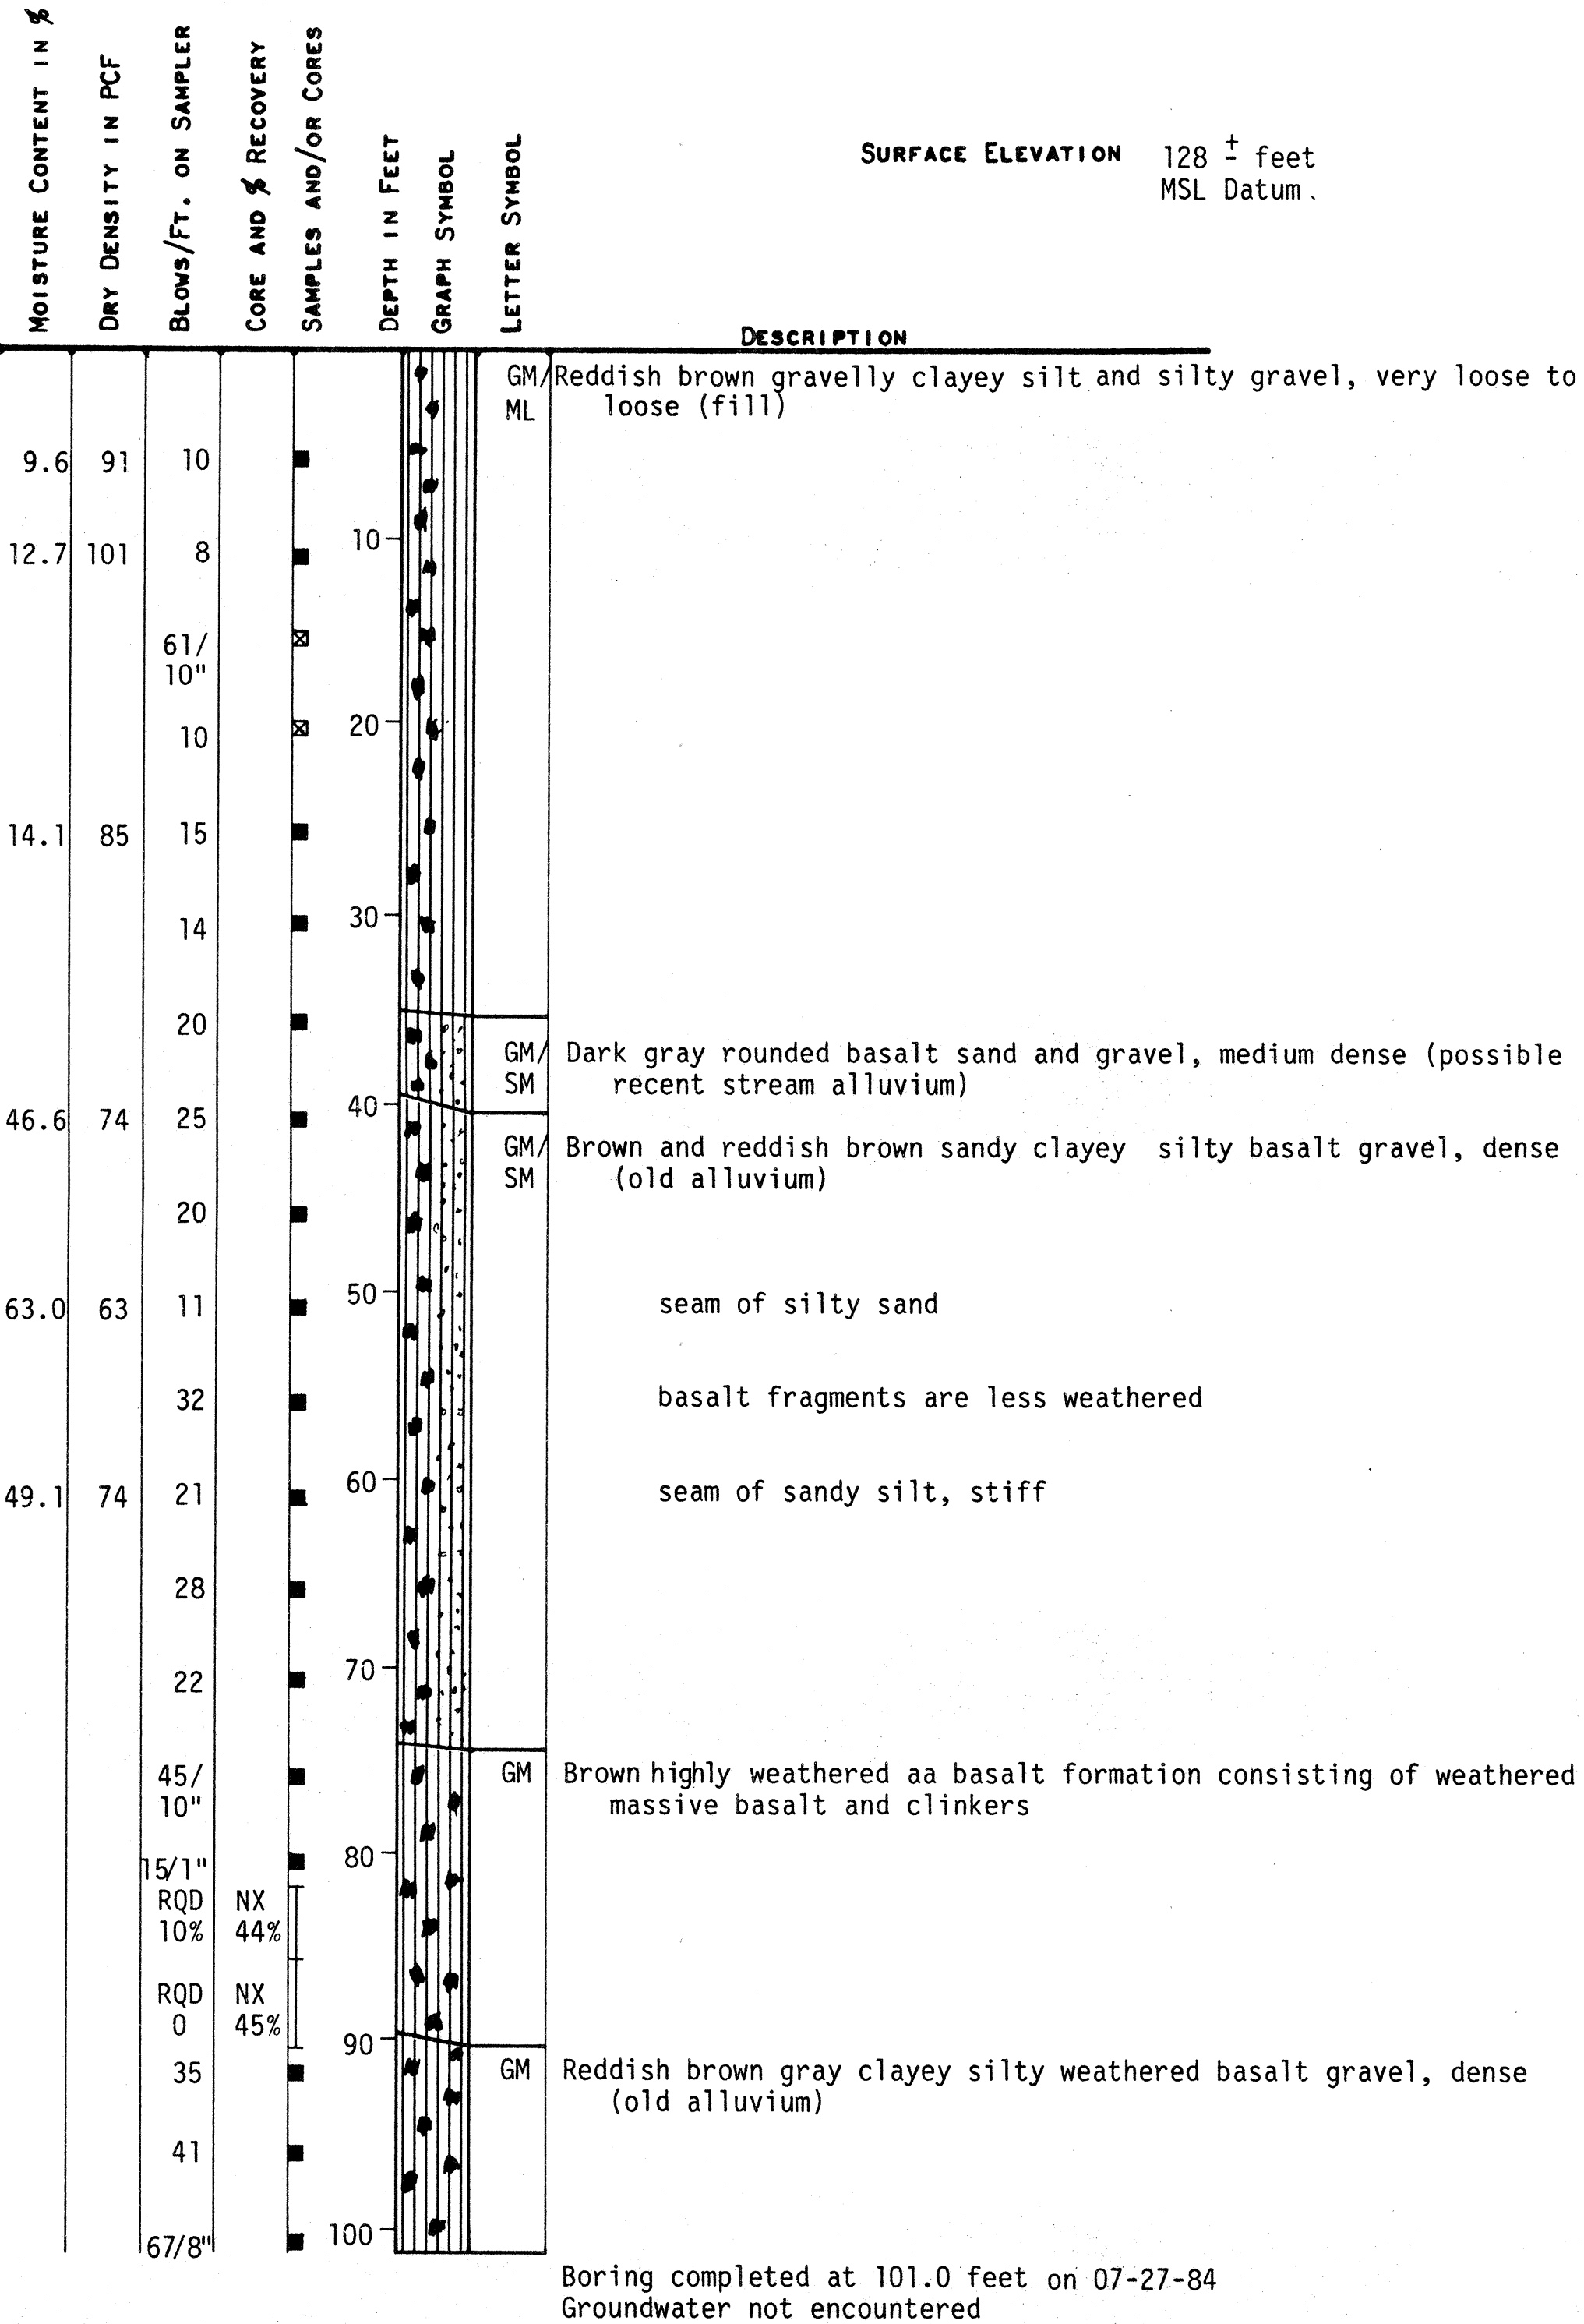 MOISTURE CONTENT IN %
DRY DENSITY IN PCF
BLOWS/FT. ON SAMPLER
CORE AND % RECOVERY
SAMPLES AND/OR CORES
DEPTH IN FEET
GRAPH SYMBOL
LETTER SYMBOL
SURFACE ELEVATION 128 ± feet
MSL Datum.
DESCRIPTION
GM/ Reddish brown gravelly clayey silt and silty gravel, very loose to
ML loose (fill)
9.6 91 10
10
12.7 101 8
61/
10"
20
10
14.1 85 15
30
14
20
GM/ Dark gray rounded basalt sand and gravel, medium dense (possible
SM recent stream alluvium)
40
46.6 74 25
GM/ Brown and reddish brown sandy clayey silty basalt gravel, dense
SM (old alluvium)
20
50
63.0 63 11 seam of silty sand
32 basalt fragments are less weathered
60
49.1 74 21 seam of sandy silt, stiff
28
70
22
45/ GM Brown highly weathered aa basalt formation consisting of weathered
10" massive basalt and clinkers
80
15/1"
RQD NX
10% 44%
RQD NX
0 45%
90
35 GM Reddish brown gray clayey silty weathered basalt gravel, dense
(old alluvium)
41
100
67/8"
Boring completed at 101.0 feet on 07-27-84
Groundwater not encountered